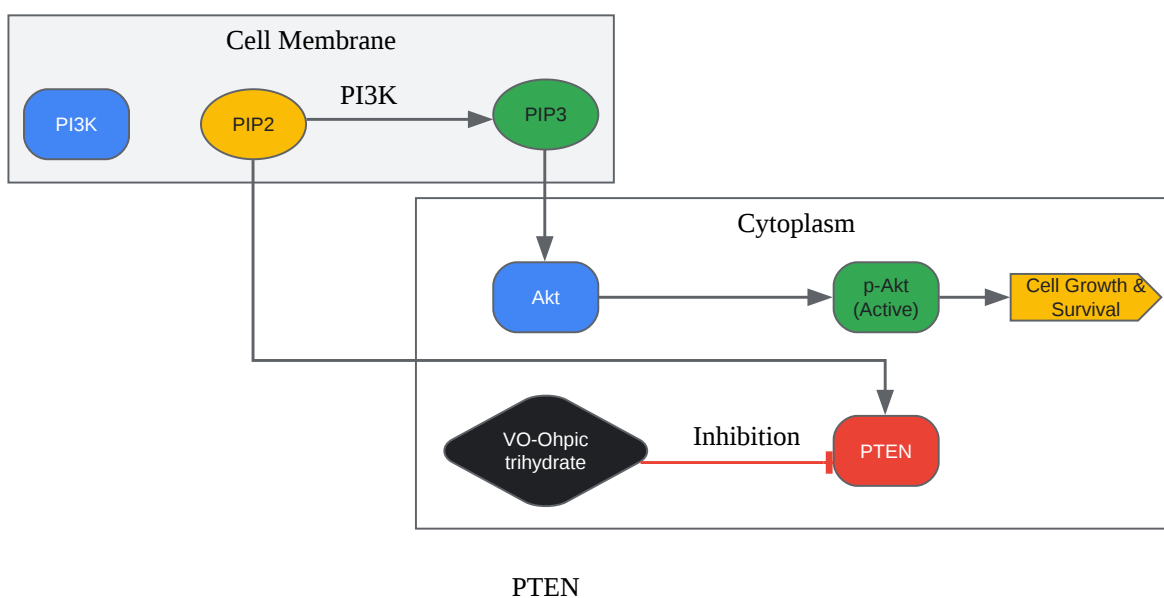 Cell Membrane
PI3K
PIP2
PI3K
PIP3
Cytoplasm
Akt
p-Akt
(Active)
Cell Growth &
Survival
VO-Ohpic
trihydrate
Inhibition
PTEN
PTEN